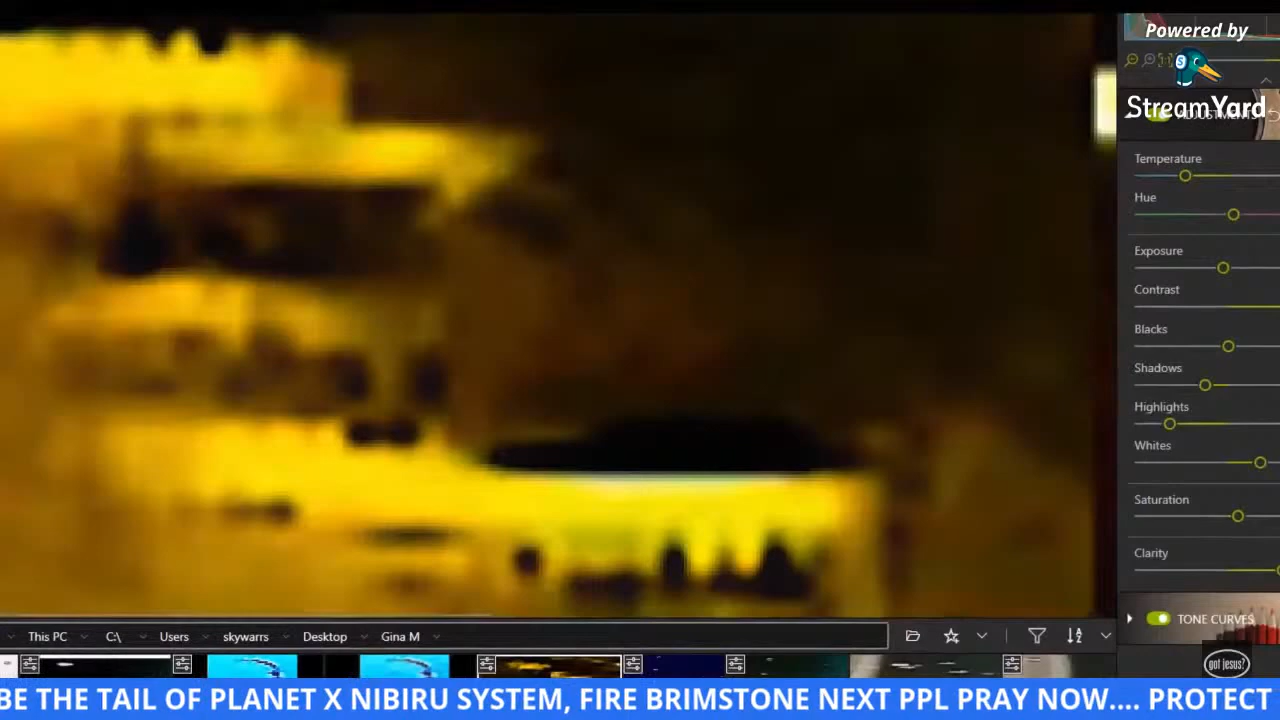 Powered by
S
StreamYard
ADJUSTMENTS
Temperature
Hue
Exposure
Contrast
Blacks
Shadows
Highlights
Whites
Saturation
Clarity
TONE CURVES
This PC
C:\
Users
skywarrs
Desktop
Gina M
got jesus?
BE THE TAIL OF PLANET X NIBIRU SYSTEM, FIRE BRIMSTONE NEXT PPL PRAY NOW.... PROTECT